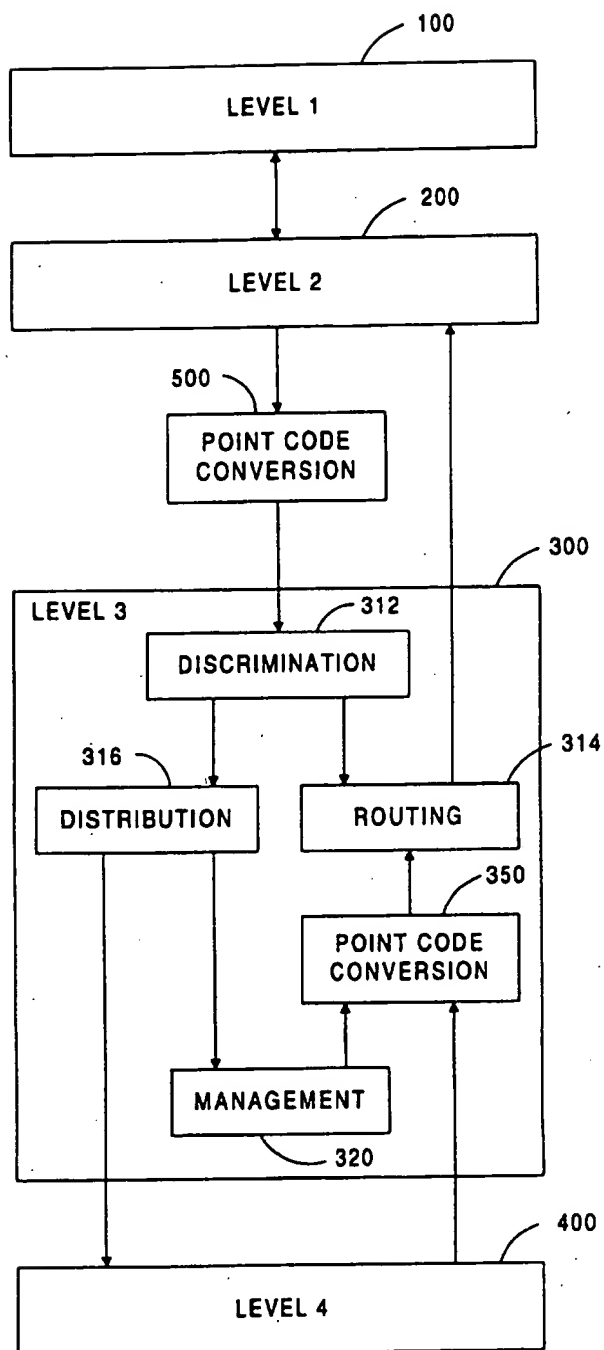 100
LEVEL 1
200
LEVEL 2
500
POINT CODE
CONVERSION
300
LEVEL 3
312
DISCRIMINATION
316
314
DISTRIBUTION
ROUTING
350
POINT CODE
CONVERSION
MANAGEMENT
320
400
LEVEL 4